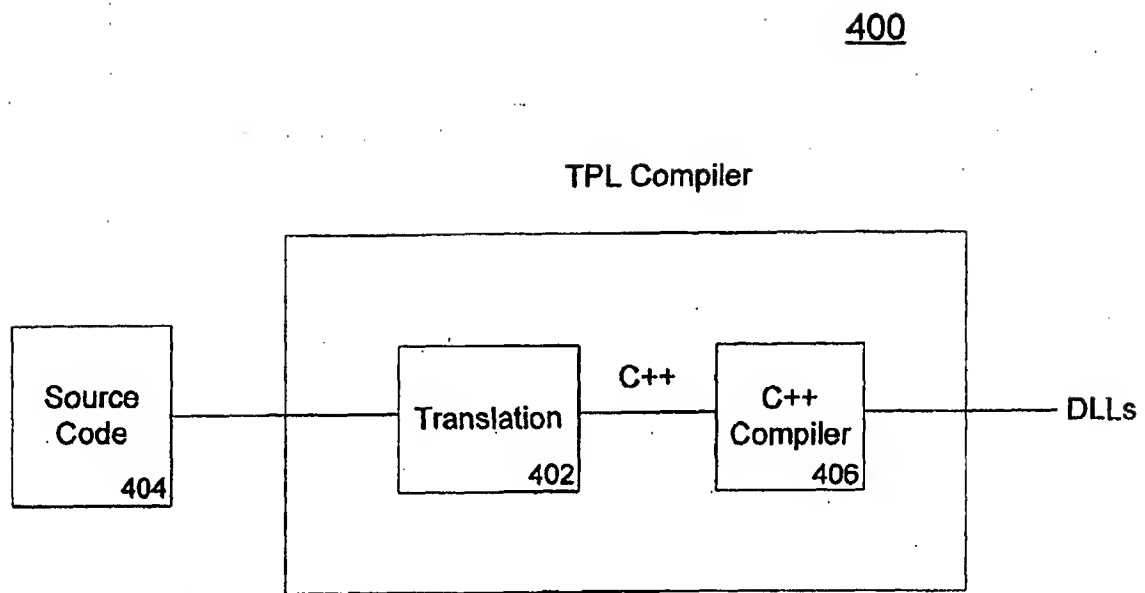 400
TPL Compiler
Source
Code
404
Translation
402
C++
C++
Compiler
406
DLLs